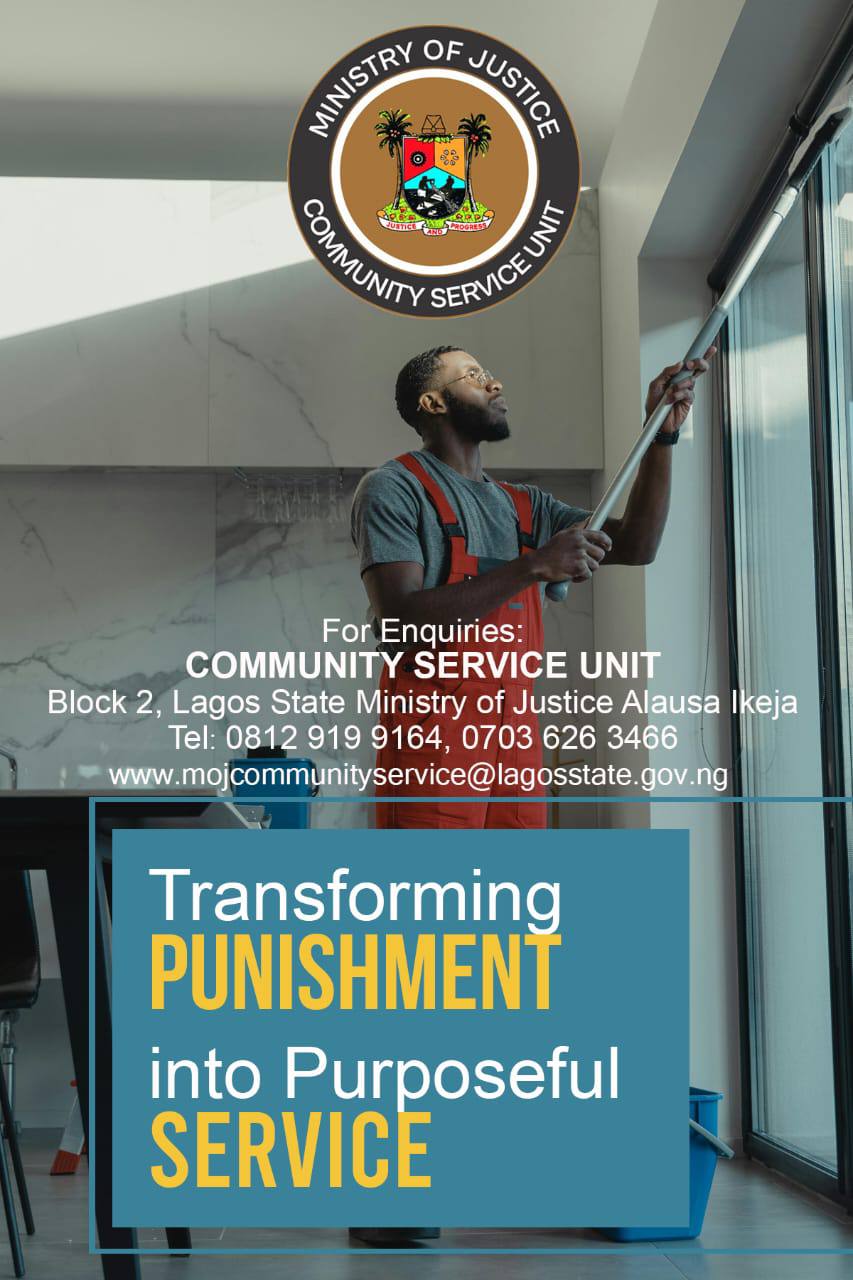 MINISTRY OF JUSTICE
JUSTICE AND PROGRESS
COMMUNITY SERVICE UNIT
For Enquiries:
COMMUNITY SERVICE UNIT
Block 2, Lagos State Ministry of Justice Alausa Ikeja
Tel: 0812 919 9164, 0703 626 3466
www.mojcommunityservice@lagosstate.gov.ng
Transforming
PUNISHMENT
into Purposeful
SERVICE